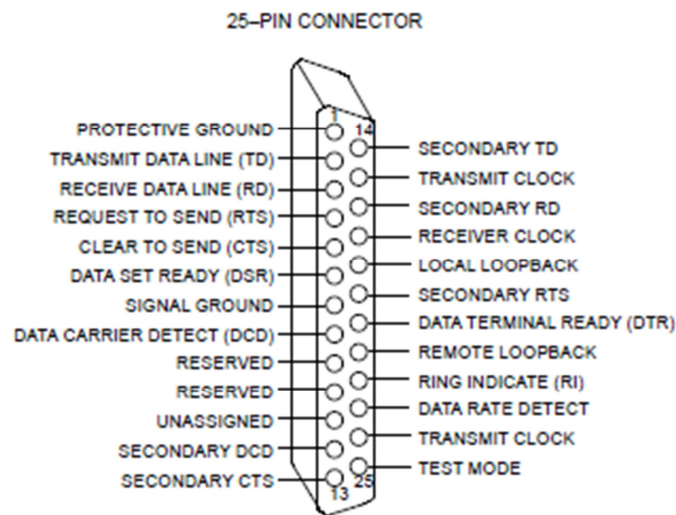 25–PIN CONNECTOR
1
14
PROTECTIVE GROUND
TRANSMIT DATA LINE (TD)
RECEIVE DATA LINE (RD)
REQUEST TO SEND (RTS)
CLEAR TO SEND (CTS)
DATA SET READY (DSR)
SIGNAL GROUND
DATA CARRIER DETECT (DCD)
RESERVED
RESERVED
UNASSIGNED
SECONDARY DCD
SECONDARY CTS
SECONDARY TD
TRANSMIT CLOCK
SECONDARY RD
RECEIVER CLOCK
LOCAL LOOPBACK
SECONDARY RTS
DATA TERMINAL READY (DTR)
REMOTE LOOPBACK
RING INDICATE (RI)
DATA RATE DETECT
TRANSMIT CLOCK
TEST MODE
13
25